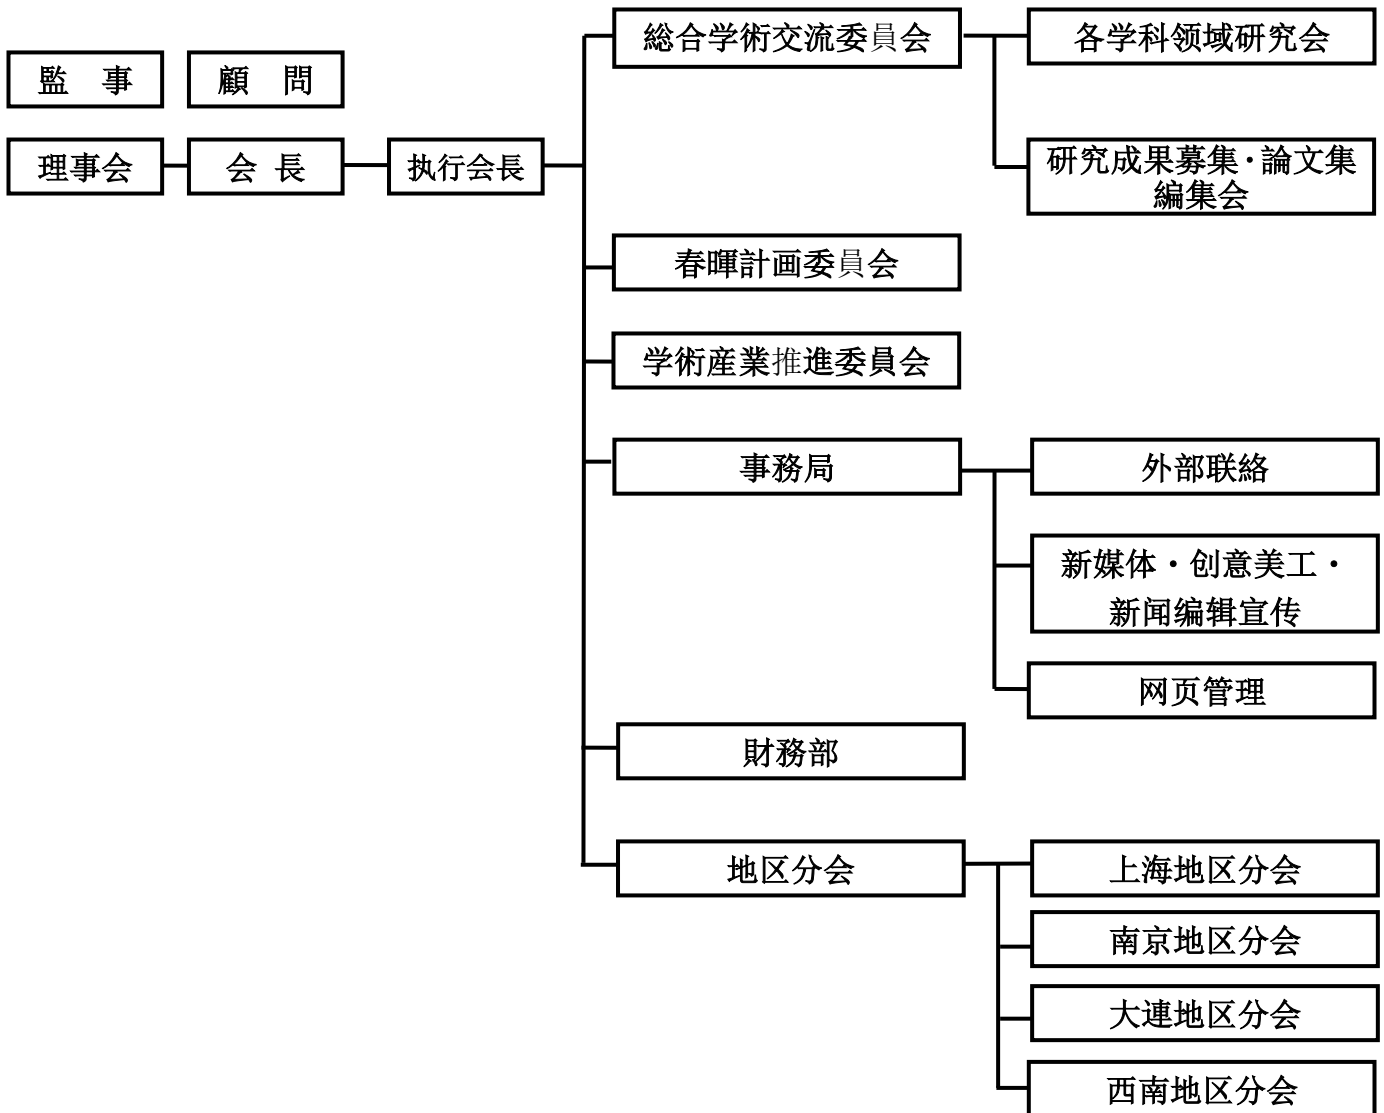 監　事
顧　問
理事会
会 長
执行会長
総合学術交流委員会
各学科领域研究会
研究成果募集・論文集
編集会
春暉計画委員会
学術産業推進委員会
事務局
外部联絡
新媒体・创意美工・
新闻编辑宣传
网页管理
財務部
地区分会
上海地区分会
南京地区分会
大連地区分会
西南地区分会